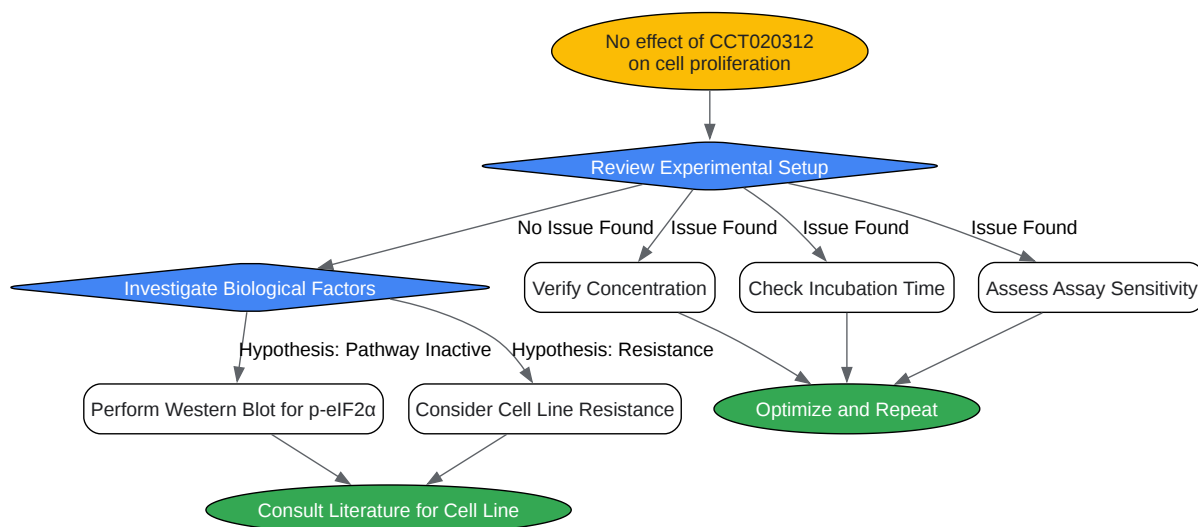 No effect of CCT020312
on cell proliferation
Review Experimental Setup
No Issue Found
Issue Found
Issue Found
Issue Found
Investigate Biological Factors
Verify Concentration
Check Incubation Time
Assess Assay Sensitivity
Hypothesis: Pathway Inactive
Hypothesis: Resistance
Perform Western Blot for p-eIF2α
Consider Cell Line Resistance
Optimize and Repeat
Consult Literature for Cell Line